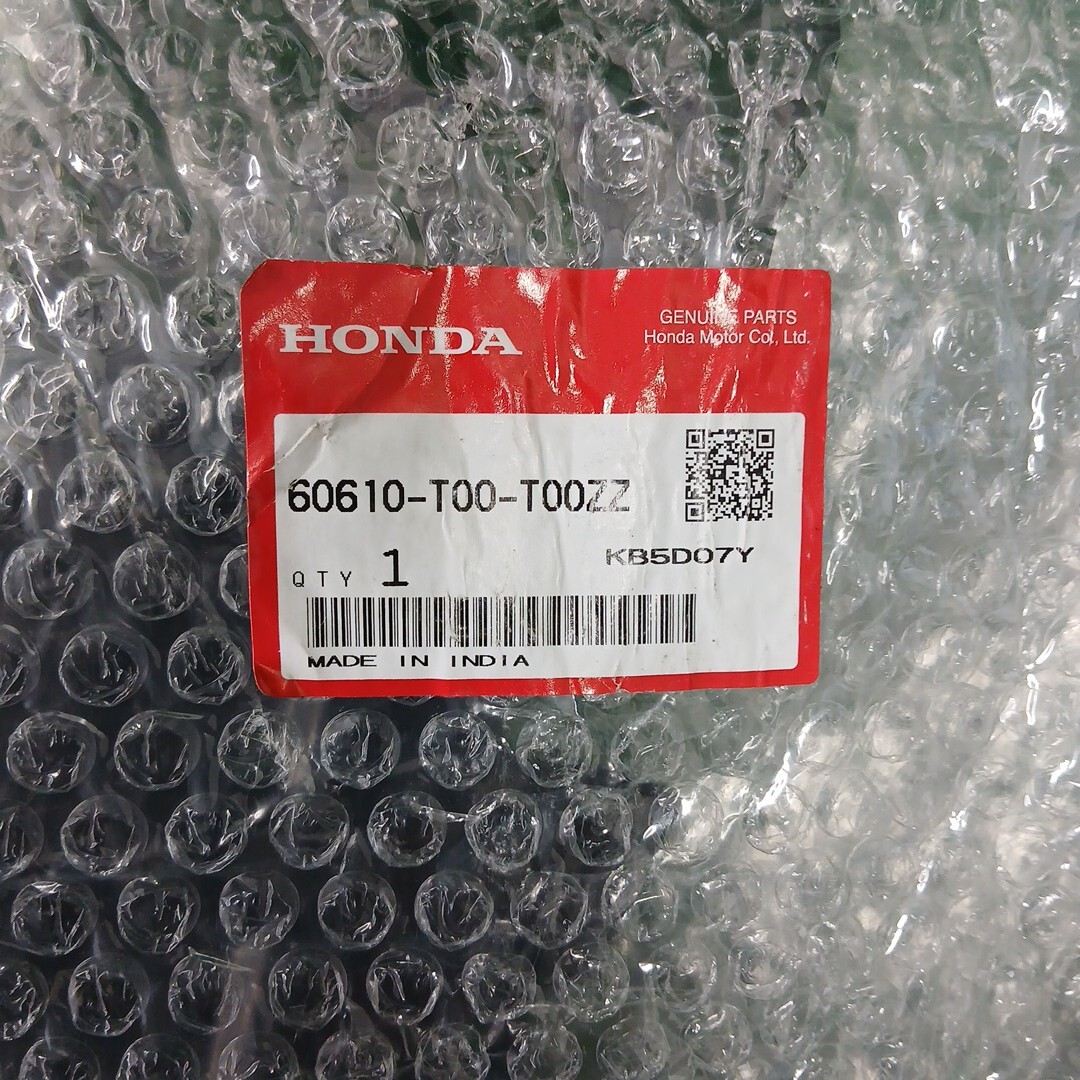 HONDA
GENUINE PARTS
Honda Motor Co., Ltd.
60610-T00-T00ZZ
KB5D07Y
QTY 1
MADE IN INDIA